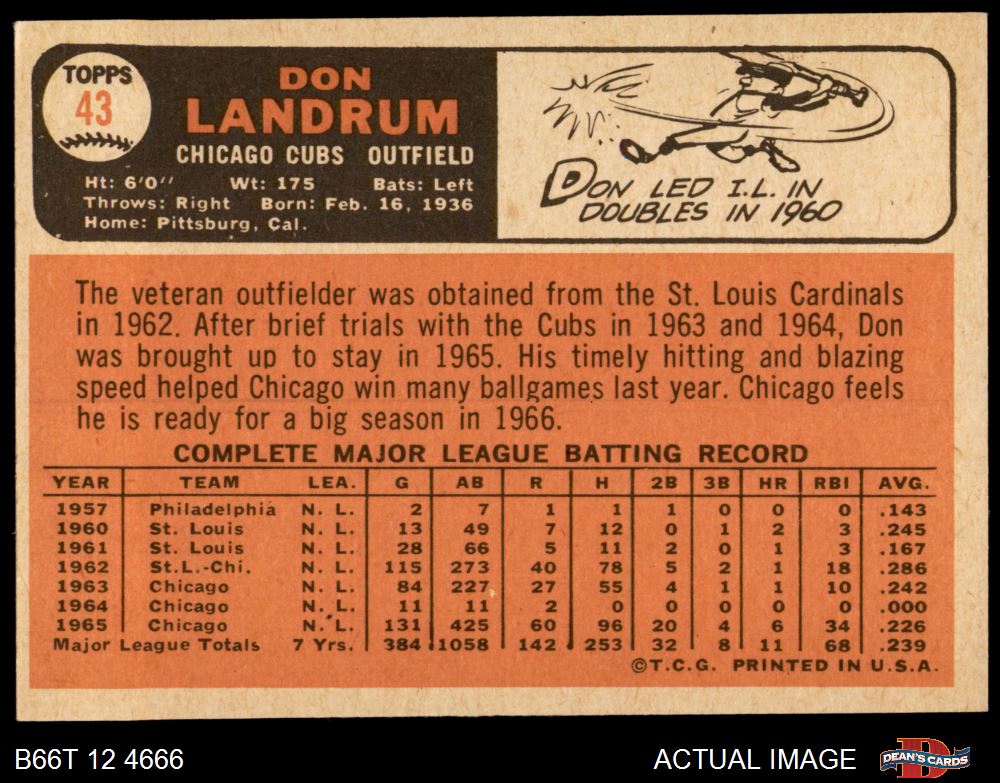 TOPPS
43
DON
LANDRUM
CHICAGO CUBS OUTFIELD
Ht: 6'0" Wt: 175 Bats: Left
Throws: Right Born: Feb. 16, 1936
Home: Pittsburg, Cal.
DON LED I.L. IN
DOUBLES IN 1960
The veteran outfielder was obtained from the St. Louis Cardinals
in 1962. After brief trials with the Cubs in 1963 and 1964, Don
was brought up to stay in 1965. His timely hitting and blazing
speed helped Chicago win many ballgames last year. Chicago feels
he is ready for a big season in 1966.
COMPLETE MAJOR LEAGUE BATTING RECORD
YEAR TEAM LEA. G AB R H 2B 3B HR RBI AVG.
1957 Philadelphia N. L. 2 7 1 1 1 0 0 0 .143
1960 St. Louis N. L. 13 49 7 12 0 1 2 3 .245
1961 St. Louis N. L. 28 66 5 11 2 0 1 3 .167
1962 St.L.-Chi. N. L. 115 273 40 78 5 2 1 18 .286
1963 Chicago N. L. 84 227 27 55 4 1 1 10 .242
1964 Chicago N. L. 11 11 2 0 0 0 0 0 .000
1965 Chicago N. L. 131 425 60 96 20 4 6 34 .226
Major League Totals 7 Yrs. 384 1058 142 253 32 8 11 68 .239
©T.C.G. PRINTED IN U.S.A.
B66T 12 4666 ACTUAL IMAGE DEAN'S CARDS